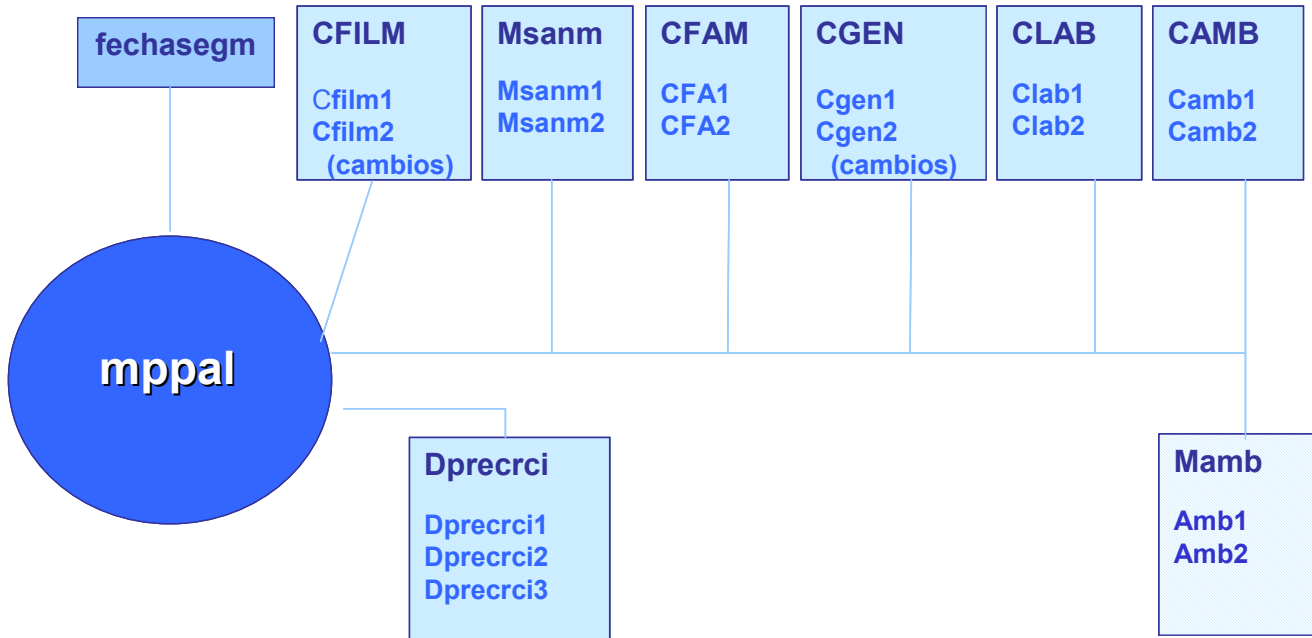 fechasegm
CFILM
Cfilm1
Cfilm2
(cambios)
Msanm
Msanm1
Msanm2
CFAM
CFA1
CFA2
CGEN
Cgen1
Cgen2
(cambios)
CLAB
Clab1
Clab2
CAMB
Camb1
Camb2
mppal
Dprecrci
Dprecrci1
Dprecrci2
Dprecrci3
Mamb
Amb1
Amb2